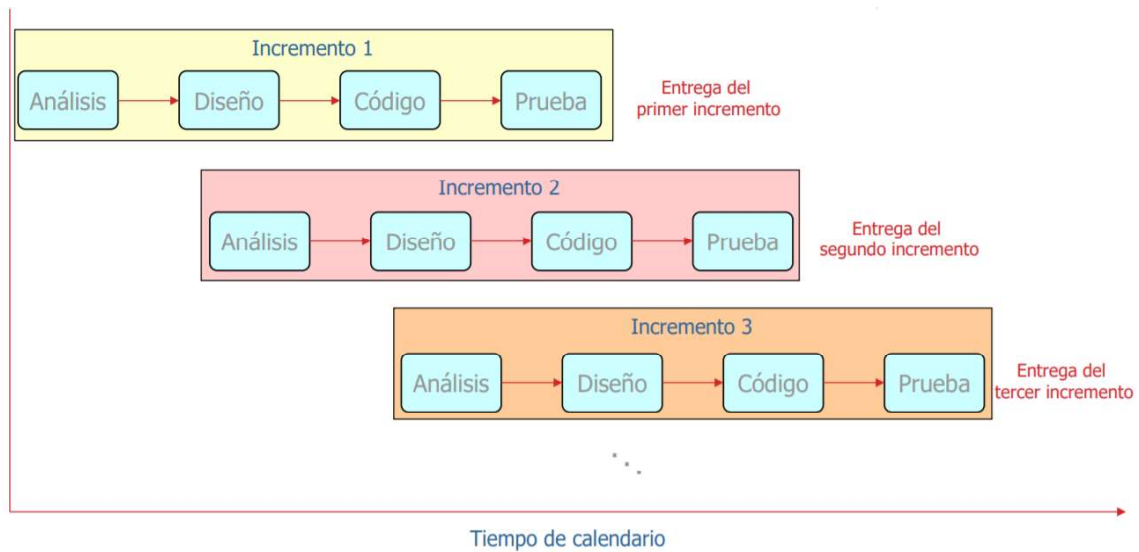 Incremento 1
Análisis
Diseño
Código
Prueba
Entrega del
primer incremento
Incremento 2
Análisis
Diseño
Código
Prueba
Entrega del
segundo incremento
Incremento 3
Análisis
Diseño
Código
Prueba
Entrega del
tercer incremento
Tiempo de calendario